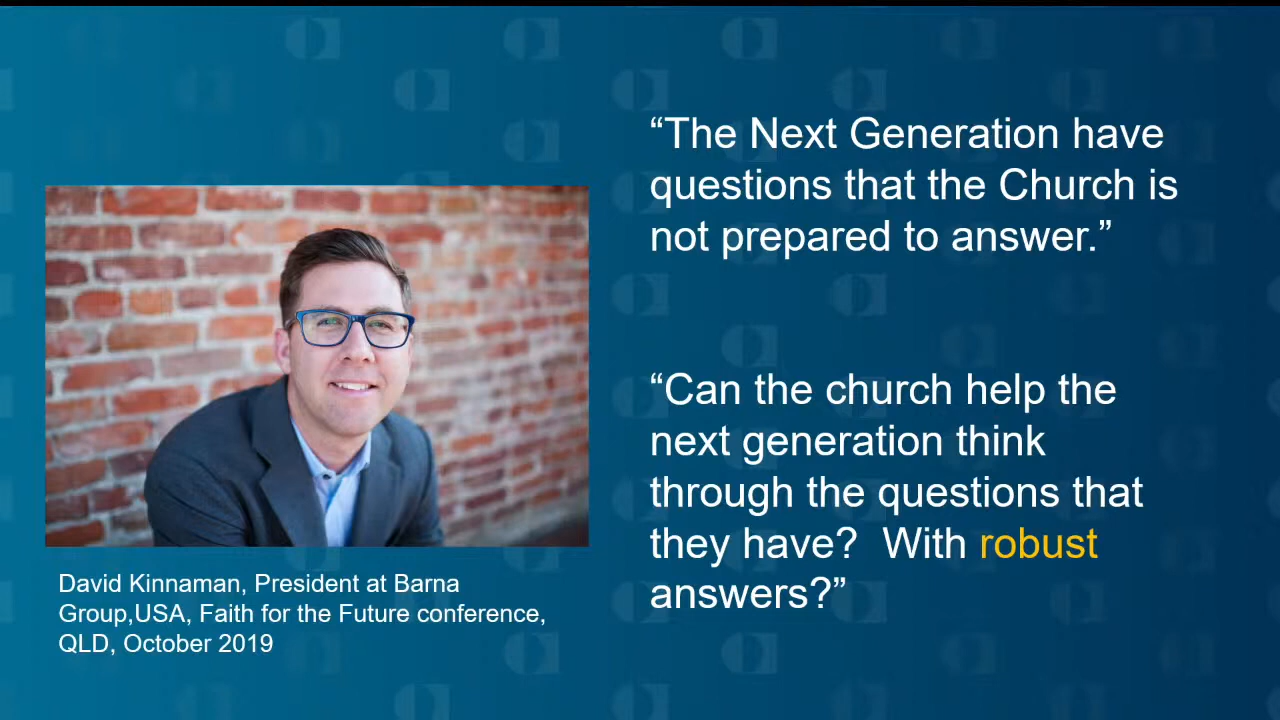 “The Next Generation have
questions that the Church is
not prepared to answer.”
“Can the church help the
next generation think
through the questions that
they have?  With robust
answers?”
David Kinnaman, President at Barna
Group,USA, Faith for the Future conference,
QLD, October 2019